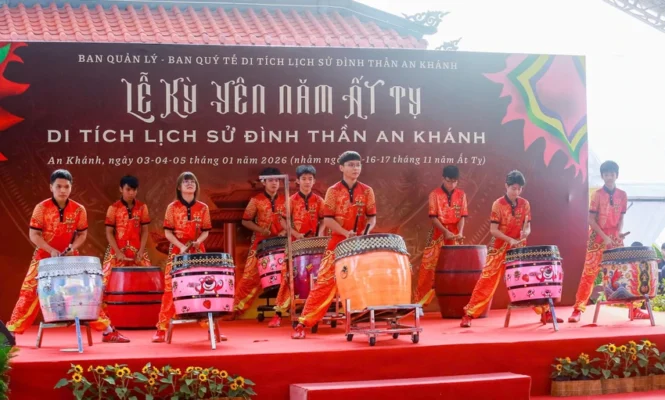 BAN QUẢN LÝ - BAN QUÝ TẾ DI TÍCH LỊCH SỬ ĐÌNH THẦN AN KHÁNH
LỄ KỲ YÊN NĂM ẤT TỴ
DI TÍCH LỊCH SỬ ĐÌNH THẦN AN KHÁNH
An Khánh, ngày 03-04-05 tháng 01 năm 2026 (nhằm ngày -16-17 tháng 11 năm Ất Tỵ)